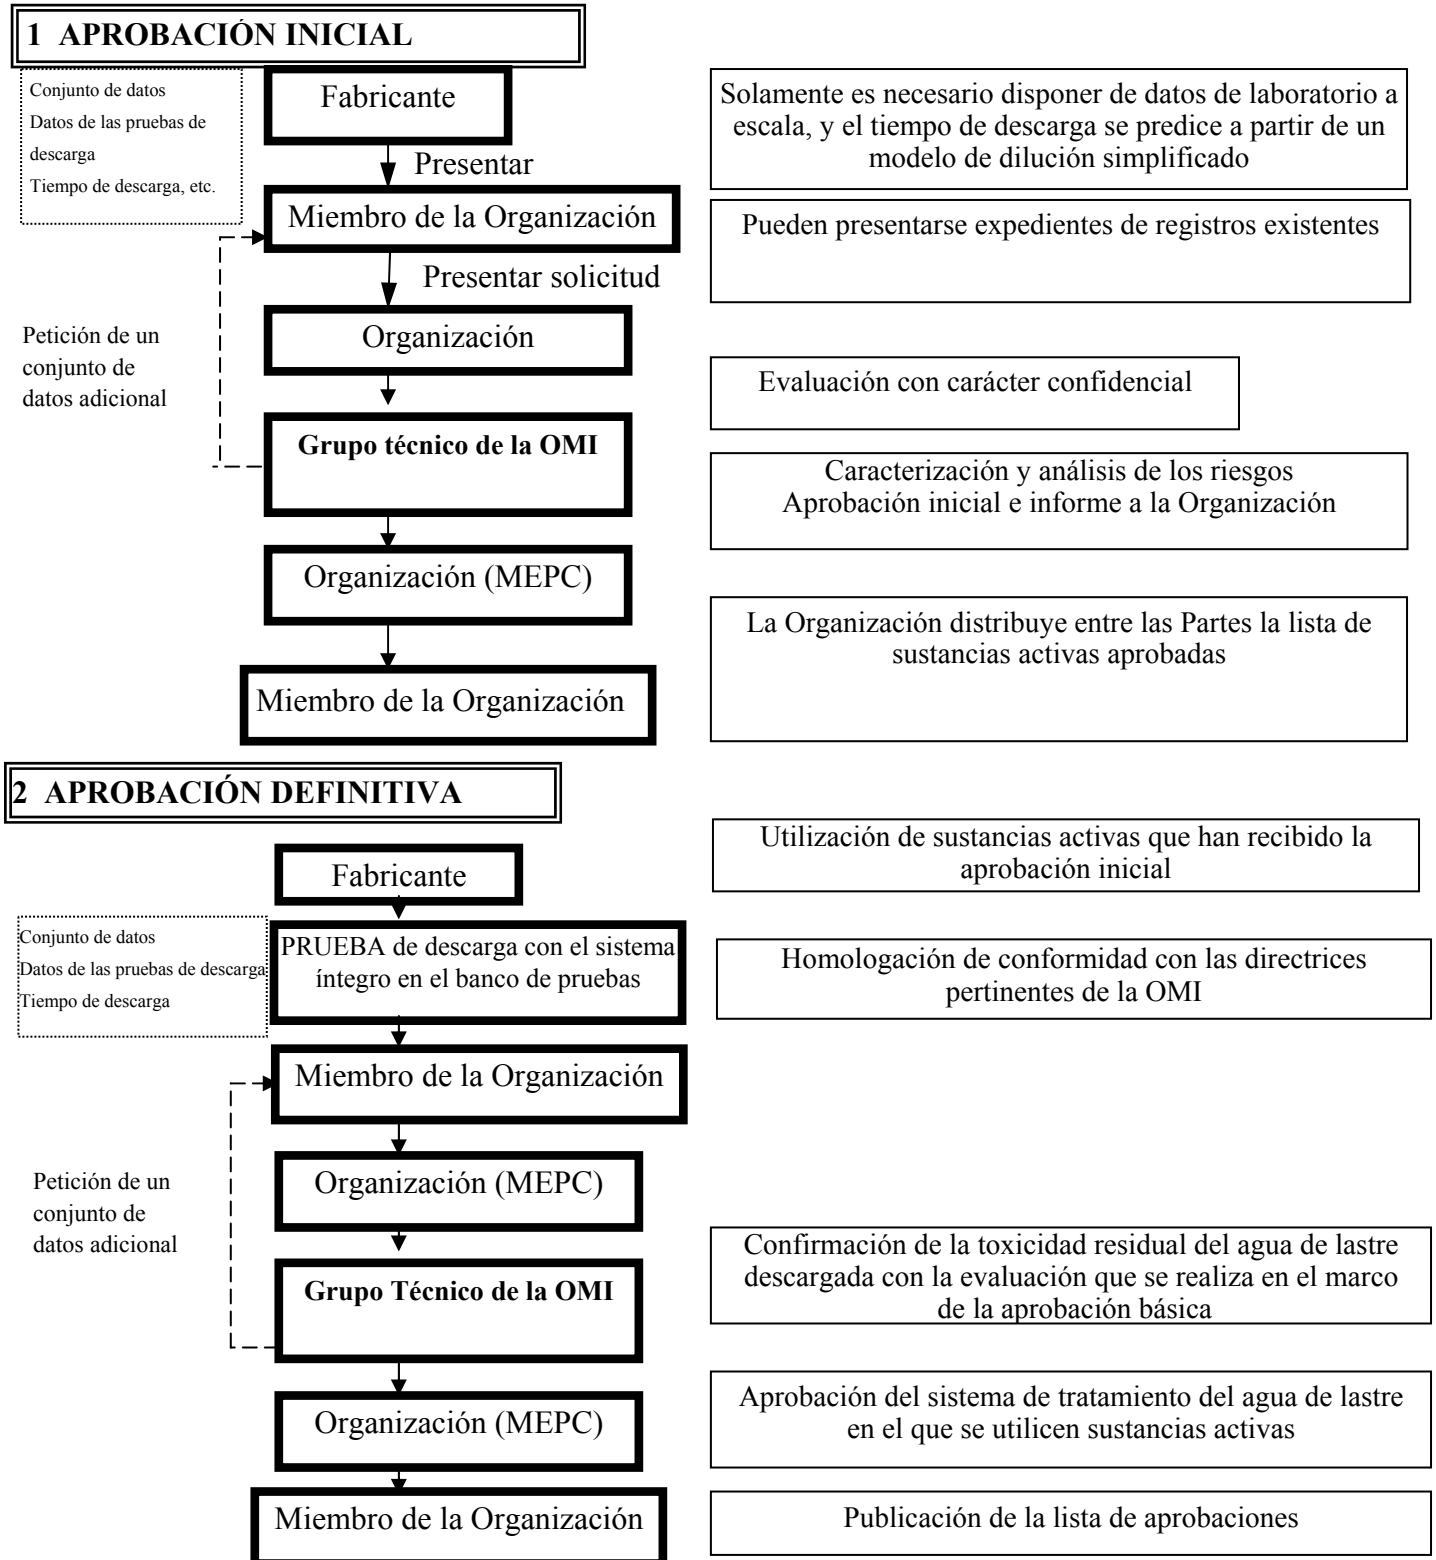 1 APROBACIÓN INICIAL
Conjunto de datos
Datos de las pruebas de
descarga
Tiempo de descarga, etc.
Fabricante
Solamente es necesario disponer de datos de laboratorio a
escala, y el tiempo de descarga se predice a partir de un
modelo de dilución simplificado
Presentar
Miembro de la Organización
Pueden presentarse expedientes de registros existentes
Presentar solicitud
Organización
Petición de un
conjunto de
datos adicional
Evaluación con carácter confidencial
Grupo técnico de la OMI
Caracterización y análisis de los riesgos
Aprobación inicial e informe a la Organización
Organización (MEPC)
La Organización distribuye entre las Partes la lista de
sustancias activas aprobadas
Miembro de la Organización
2 APROBACIÓN DEFINITIVA
Utilización de sustancias activas que han recibido la
aprobación inicial
Fabricante
Conjunto de datos
Datos de las pruebas de descarga
Tiempo de descarga
PRUEBA de descarga con el sistema
íntegro en el banco de pruebas
Homologación de conformidad con las directrices
pertinentes de la OMI
Miembro de la Organización
Organización (MEPC)
Petición de un
conjunto de
datos adicional
Grupo Técnico de la OMI
Confirmación de la toxicidad residual del agua de lastre
descargada con la evaluación que se realiza en el marco
de la aprobación básica
Organización (MEPC)
Aprobación del sistema de tratamiento del agua de lastre
en el que se utilicen sustancias activas
Miembro de la Organización
Publicación de la lista de aprobaciones